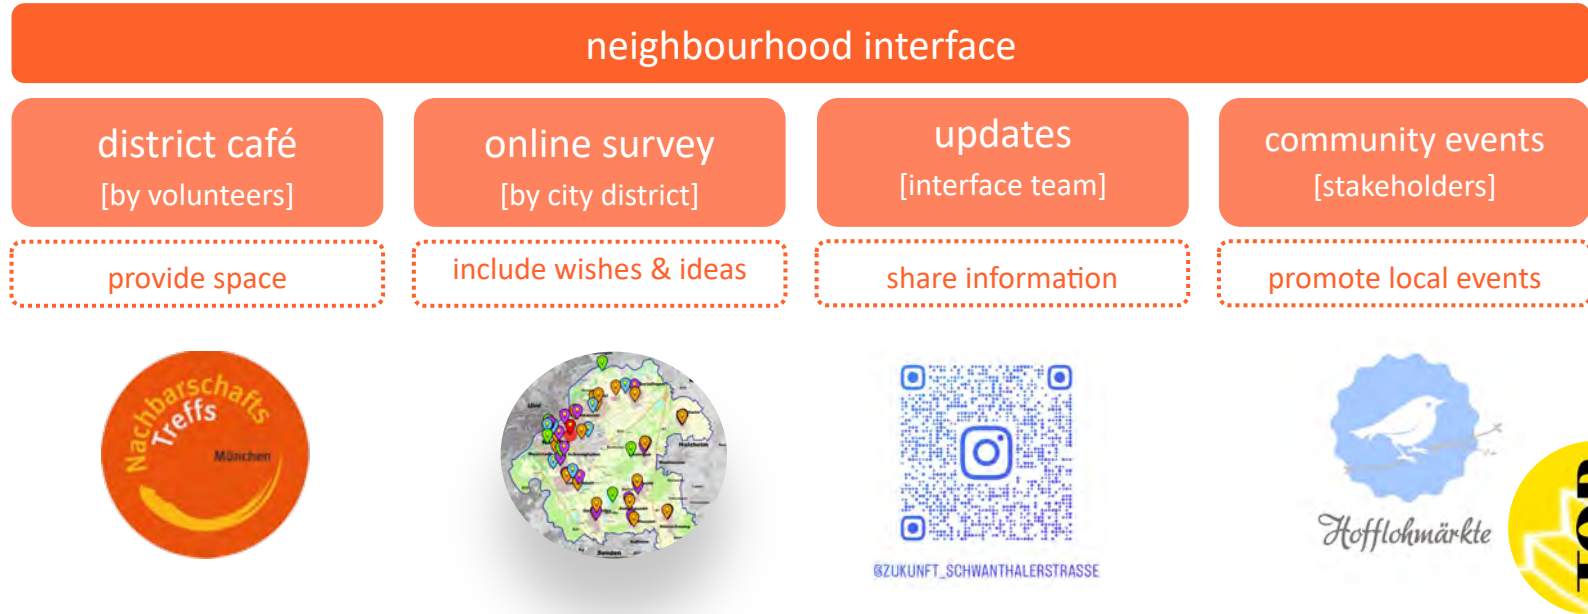 neighbourhood interface
district café
[by volunteers]
online survey
[by city district]
updates
[interface team]
community events
[stakeholders]
provide space
include wishes & ideas
share information
promote local events
Nachbarschafts
Treffs
München
Senden
@ZUKUNFT_SCHWANTHALERSTRASSE
Hofflohmärkte